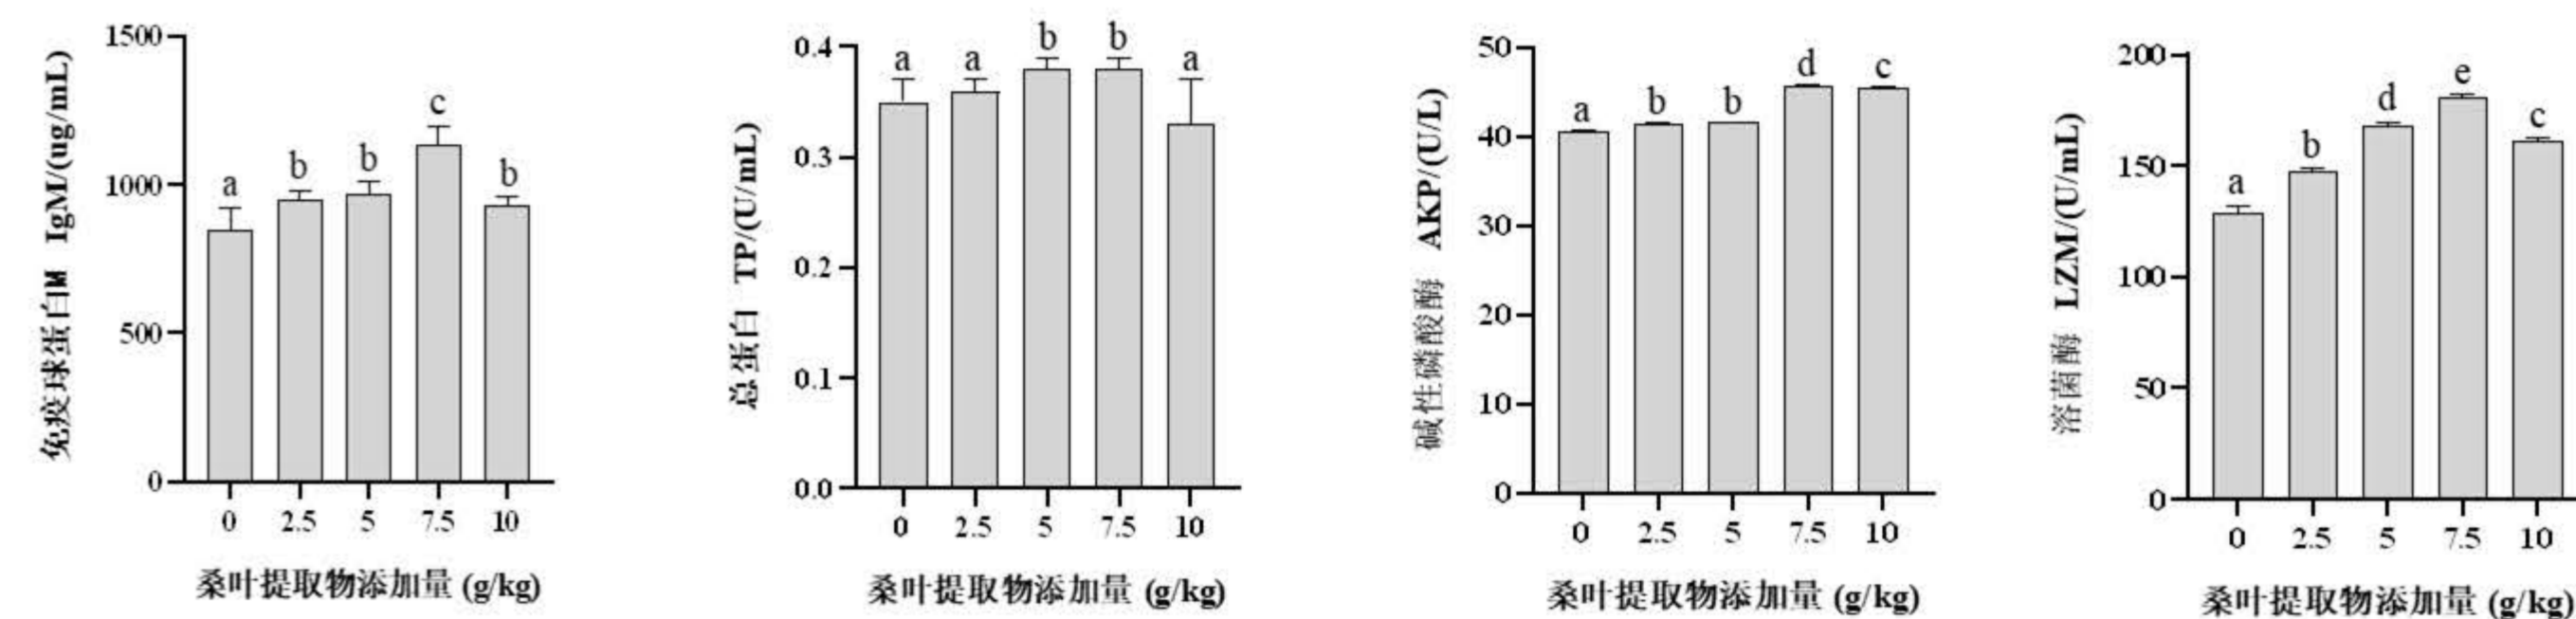 免疫球蛋白M IgM/(ug/mL)
1500
1000
500
0
a
b
b
c
b
0 2.5 5 7.5 10
桑叶提取物添加量 (g/kg)
总蛋白 TP/(U/mL)
0.4
0.3
0.2
0.1
0.0
a
a
b
b
a
0 2.5 5 7.5 10
桑叶提取物添加量 (g/kg)
碱性磷酸酶 AKP/(U/L)
50
40
30
20
10
0
a
b
b
d
c
0 2.5 5 7.5 10
桑叶提取物添加量 (g/kg)
溶菌酶 LZM/(U/mL)
200
150
100
50
0
a
b
d
e
c
0 2.5 5 7.5 10
桑叶提取物添加量 (g/kg)